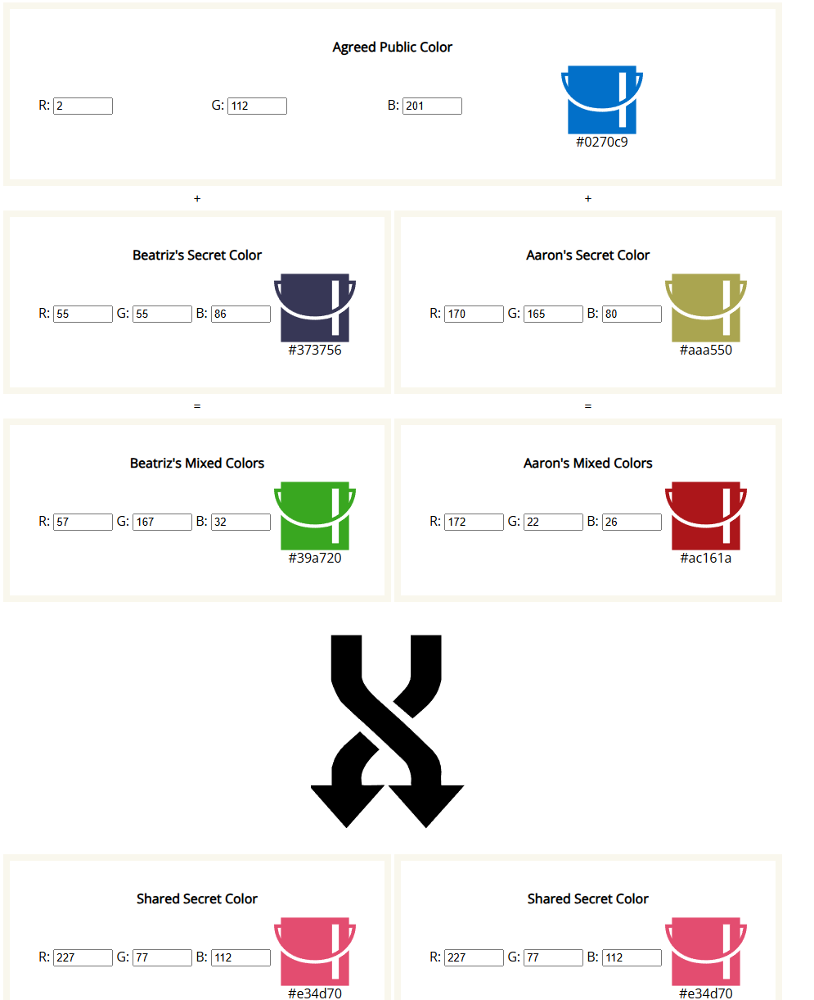 Agreed Public Color
R: 2 G: 112 B: 201
#0270c9
+ +
Beatriz's Secret Color
R: 55 G: 55 B: 86
#373756
Aaron's Secret Color
R: 170 G: 165 B: 80
#aaa550
= =
Beatriz's Mixed Colors
R: 57 G: 167 B: 32
#39a720
Aaron's Mixed Colors
R: 172 G: 22 B: 26
#ac161a
Shared Secret Color
R: 227 G: 77 B: 112
#e34d70
Shared Secret Color
R: 227 G: 77 B: 112
#e34d70